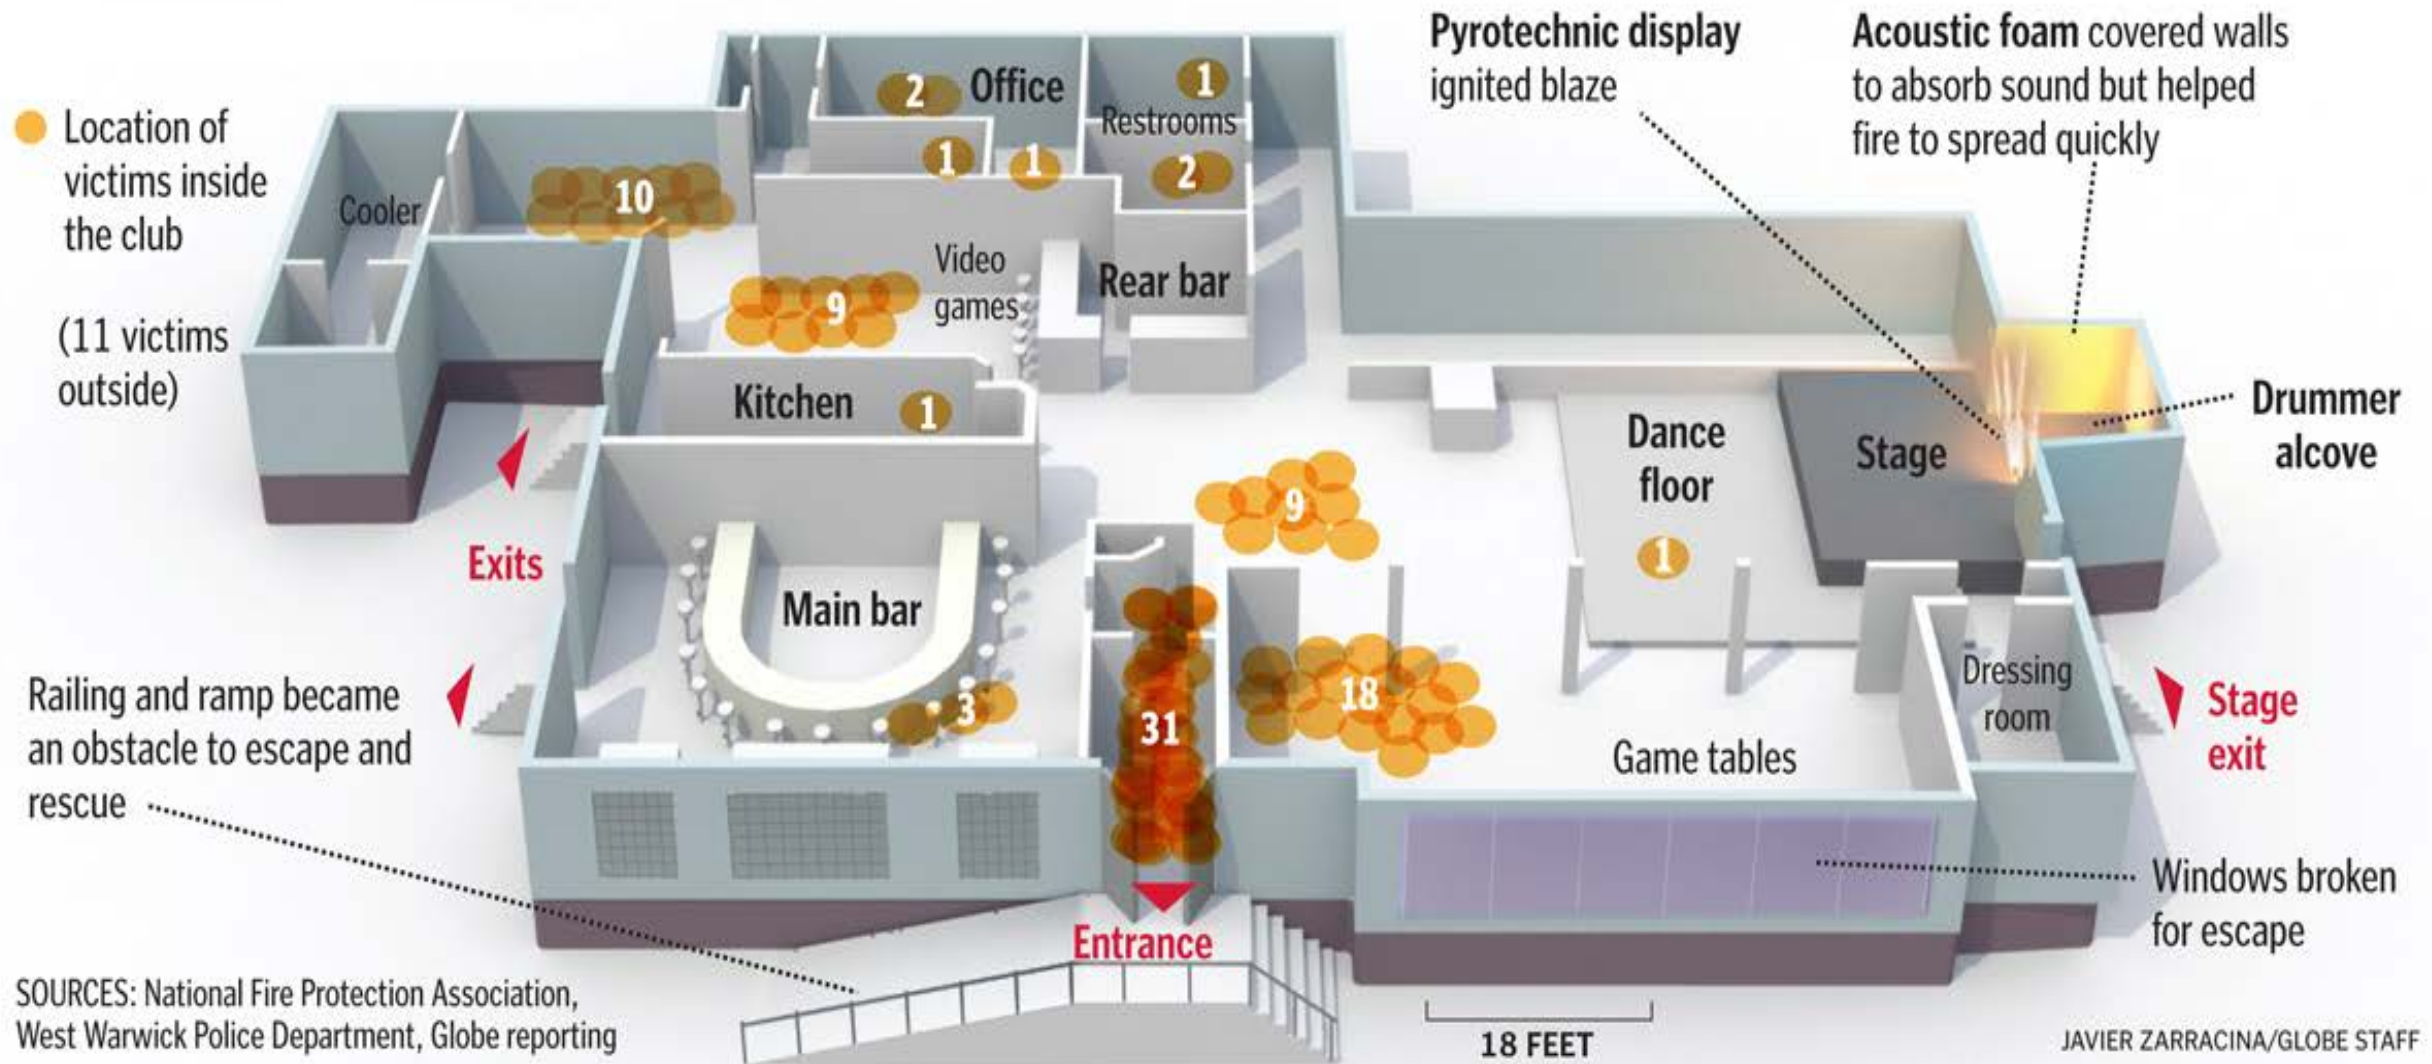 Pyrotechnic display
ignited blaze
Acoustic foam covered walls
to absorb sound but helped
fire to spread quickly
Location of
victims inside
the club
(11 victims
outside)
2
Office
1
Restrooms
1
1
2
10
Cooler
Video
games
Rear bar
9
Kitchen
1
Dance
floor
Stage
Drummer
alcove
9
1
Exits
Main bar
3
31
18
Game tables
Dressing
room
Stage
exit
Railing and ramp became
an obstacle to escape and
rescue
Windows broken
for escape
Entrance
SOURCES: National Fire Protection Association,
West Warwick Police Department, Globe reporting
18 FEET
JAVIER ZARRACINA/GLOBE STAFF